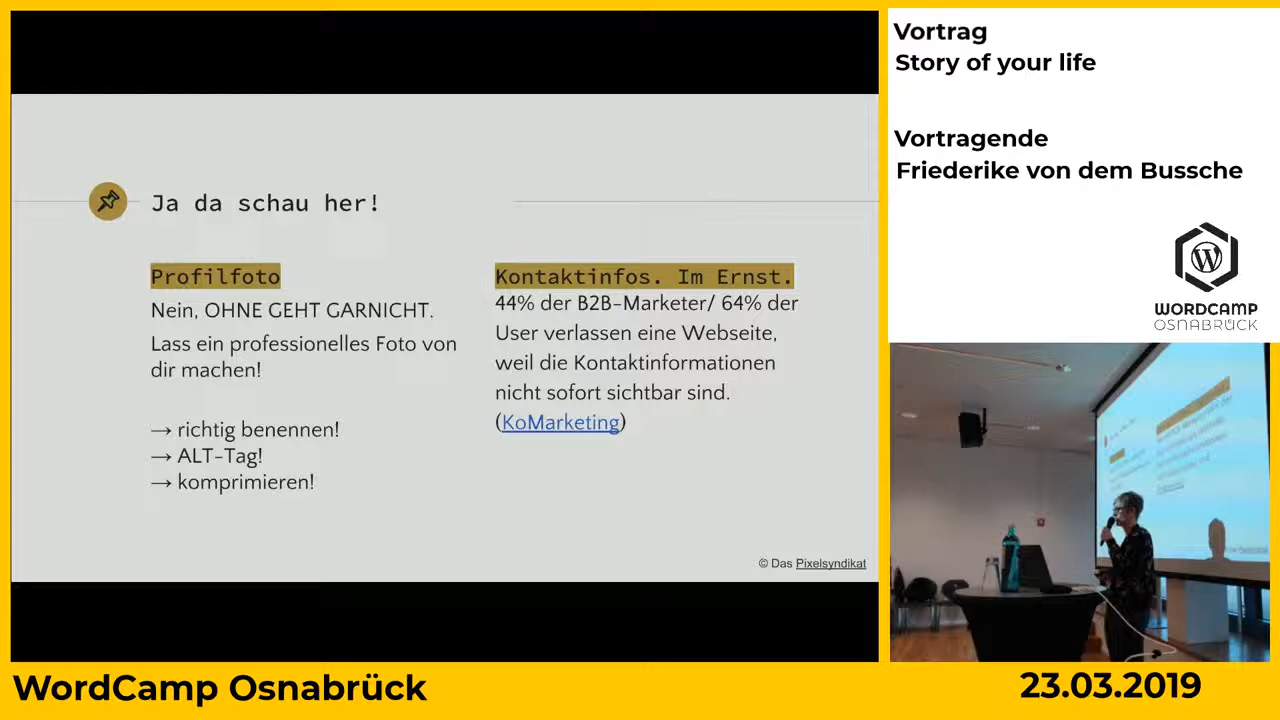 Ja da schau her!
Profilfoto
Nein, OHNE GEHT GARNICHT.
Lass ein professionelles Foto von
dir machen!
→ richtig benennen!
→ ALT-Tag!
→ komprimieren!
Kontaktinfos. Im Ernst.
44% der B2B-Marketer/ 64% der
User verlassen eine Webseite,
weil die Kontaktinformationen
nicht sofort sichtbar sind.
(KoMarketing)
© Das Pixelsyndikat
Vortrag
Story of your life
Vortragende
Friederike von dem Bussche
WORDCAMP
OSNABRÜCK
WordCamp Osnabrück
23.03.2019